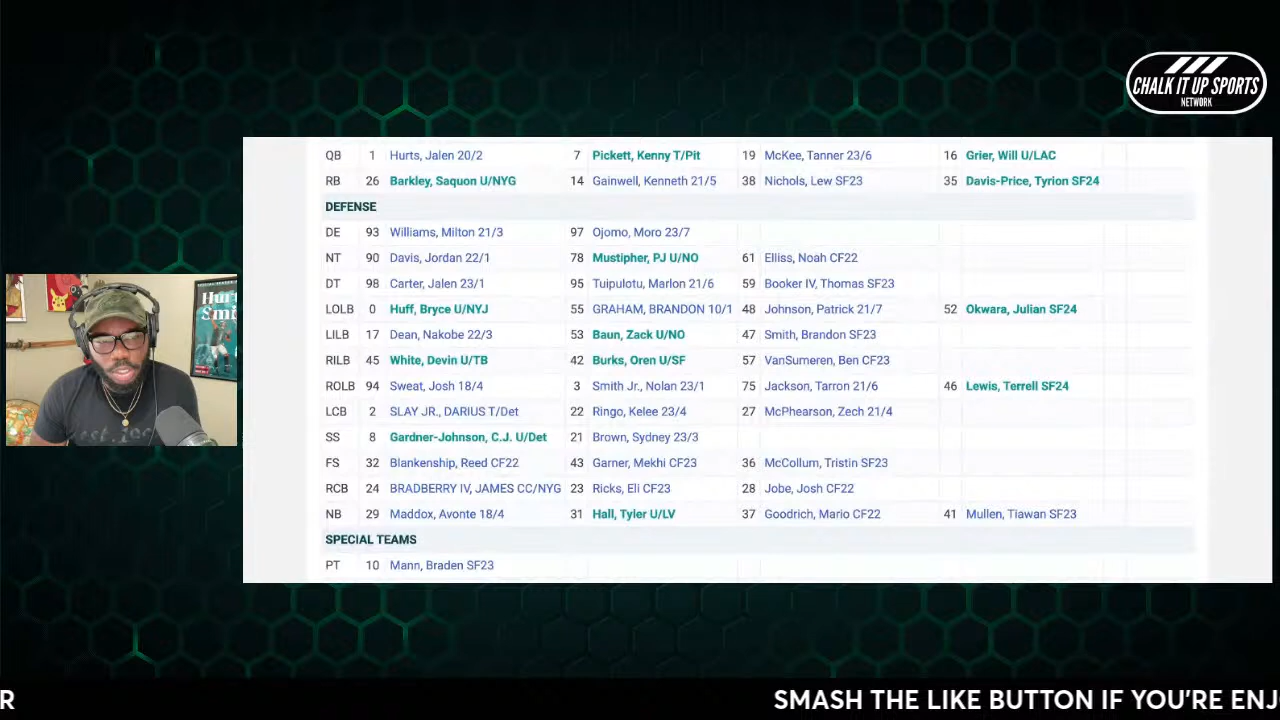 CHALK IT UP SPORTS
NETWORK
QB 1 Hurts, Jalen 20/2 7 Pickett, Kenny T/Pit 19 McKee, Tanner 23/6 16 Grier, Will U/LAC
RB 26 Barkley, Saquon U/NYG 14 Gainwell, Kenneth 21/5 38 Nichols, Lew SF23 35 Davis-Price, Tyrion SF24
DEFENSE
DE 93 Williams, Milton 21/3 97 Ojomo, Moro 23/7
NT 90 Davis, Jordan 22/1 78 Mustipher, PJ U/NO 61 Elliss, Noah CF22
DT 98 Carter, Jalen 23/1 95 Tuipulotu, Marlon 21/6 59 Booker IV, Thomas SF23
LOLB 0 Huff, Bryce U/NYJ 55 GRAHAM, BRANDON 10/1 48 Johnson, Patrick 21/7 52 Okwara, Julian SF24
LILB 17 Dean, Nakobe 22/3 53 Baun, Zack U/NO 47 Smith, Brandon SF23
RILB 45 White, Devin U/TB 42 Burks, Oren U/SF 57 VanSumeren, Ben CF23
ROLB 94 Sweat, Josh 18/4 3 Smith Jr., Nolan 23/1 75 Jackson, Tarron 21/6 46 Lewis, Terrell SF24
LCB 2 SLAY JR., DARIUS T/Det 22 Ringo, Kelee 23/4 27 McPhearson, Zech 21/4
SS 8 Gardner-Johnson, C.J. U/Det 21 Brown, Sydney 23/3
FS 32 Blankenship, Reed CF22 43 Garner, Mekhi CF23 36 McCollum, Tristin SF23
RCB 24 BRADBERRY IV, JAMES CC/NYG 23 Ricks, Eli CF23 28 Jobe, Josh CF22
NB 29 Maddox, Avonte 18/4 31 Hall, Tyler U/LV 37 Goodrich, Mario CF22 41 Mullen, Tiawan SF23
SPECIAL TEAMS
PT 10 Mann, Braden SF23
R SMASH THE LIKE BUTTON IF YOU'RE ENJ